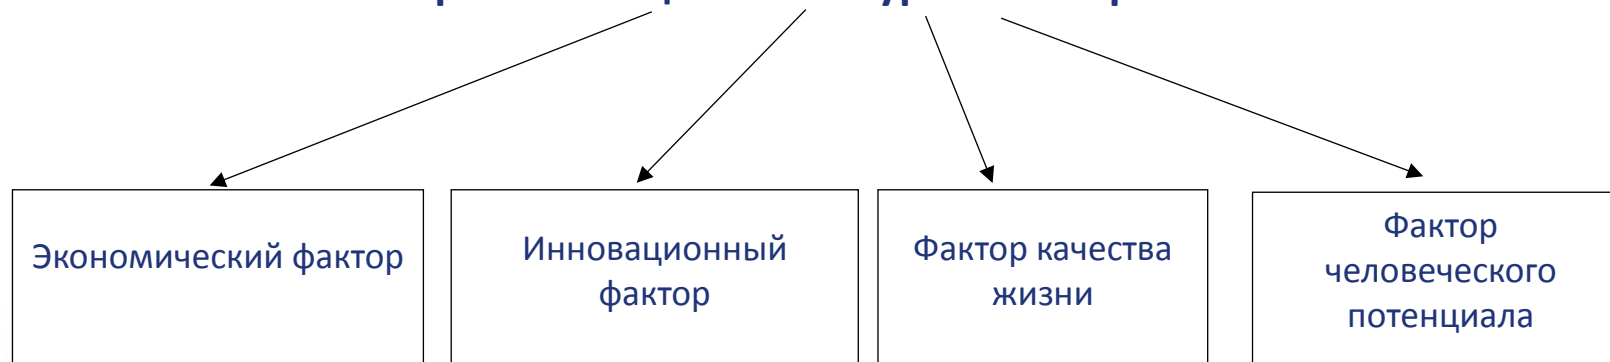 Экономический фактор
Инновационный
фактор
Фактор качества
жизни
Фактор
человеческого
потенциала